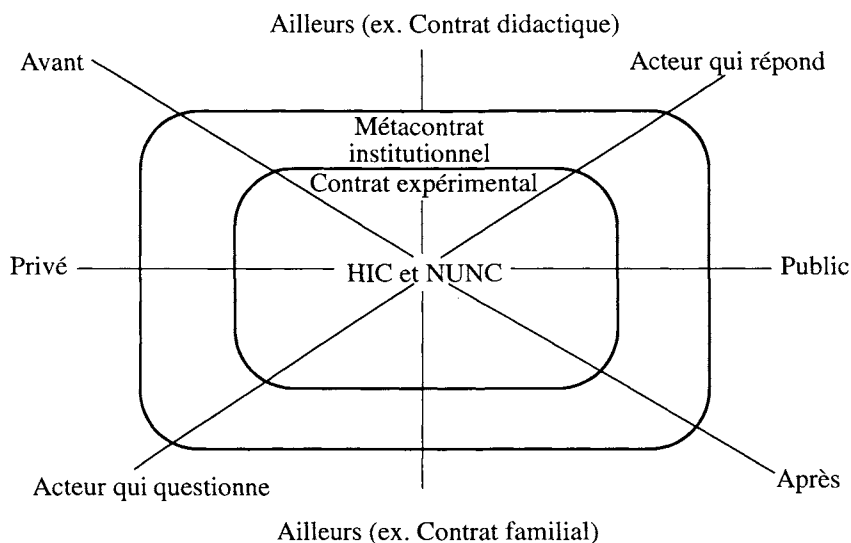 Ailleurs (ex. Contrat didactique)
Avant
Acteur qui répond
Métacontrat
institutionnel
Contrat expérimental
Privé
HIC et NUNC
Public
Acteur qui questionne
Après
Ailleurs (ex. Contrat familial)